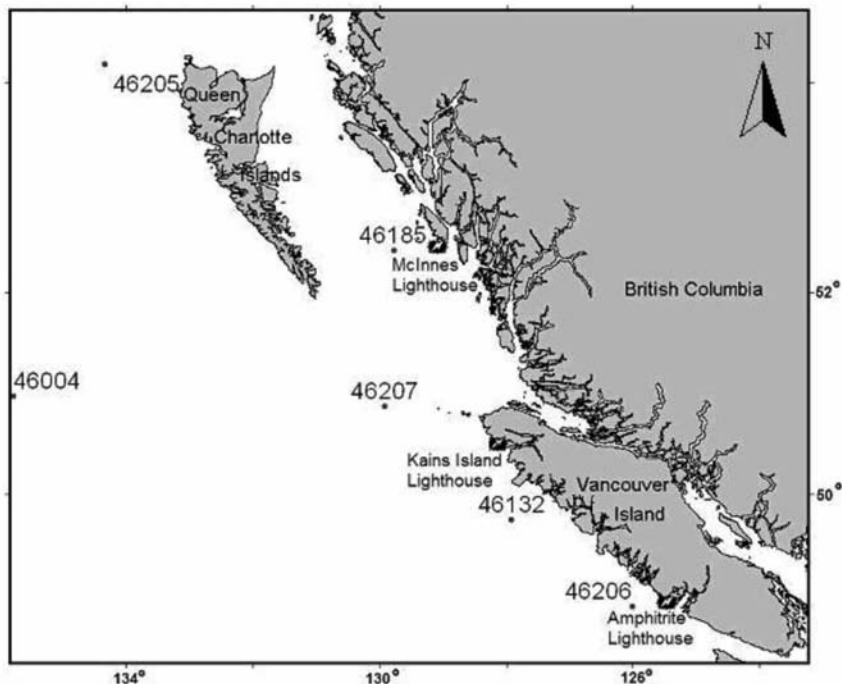 N
46205
Queen
Charlotte
Islands
46185
McInnes
Lighthouse
British Columbia
52°
46004
46207
Kains Island
Lighthouse
Vancouver
Island
50°
46132
46206
Amphitrite
Lighthouse
134°
130°
126°